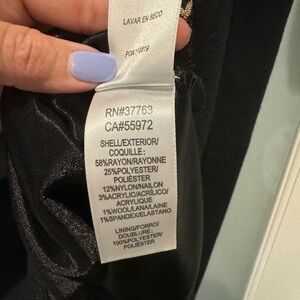 LAVAR EN SECO
RN#37763
CA#55972
SHELL/EXTERIOR/
COQUILLE:
58%RAYON/RAYONNE
25%POLYESTER/
POLIÉSTER
12%NYLON/NAILON
3%ACRYLIC/ACRÍLICO/
ACRYLIQUE
1%WOOL/LANA/LAINE
1%SPANDEX/ELASTANO
LINING/FORRO/
DOUBLURE:
100%POLYESTER/
POLIÉSTER